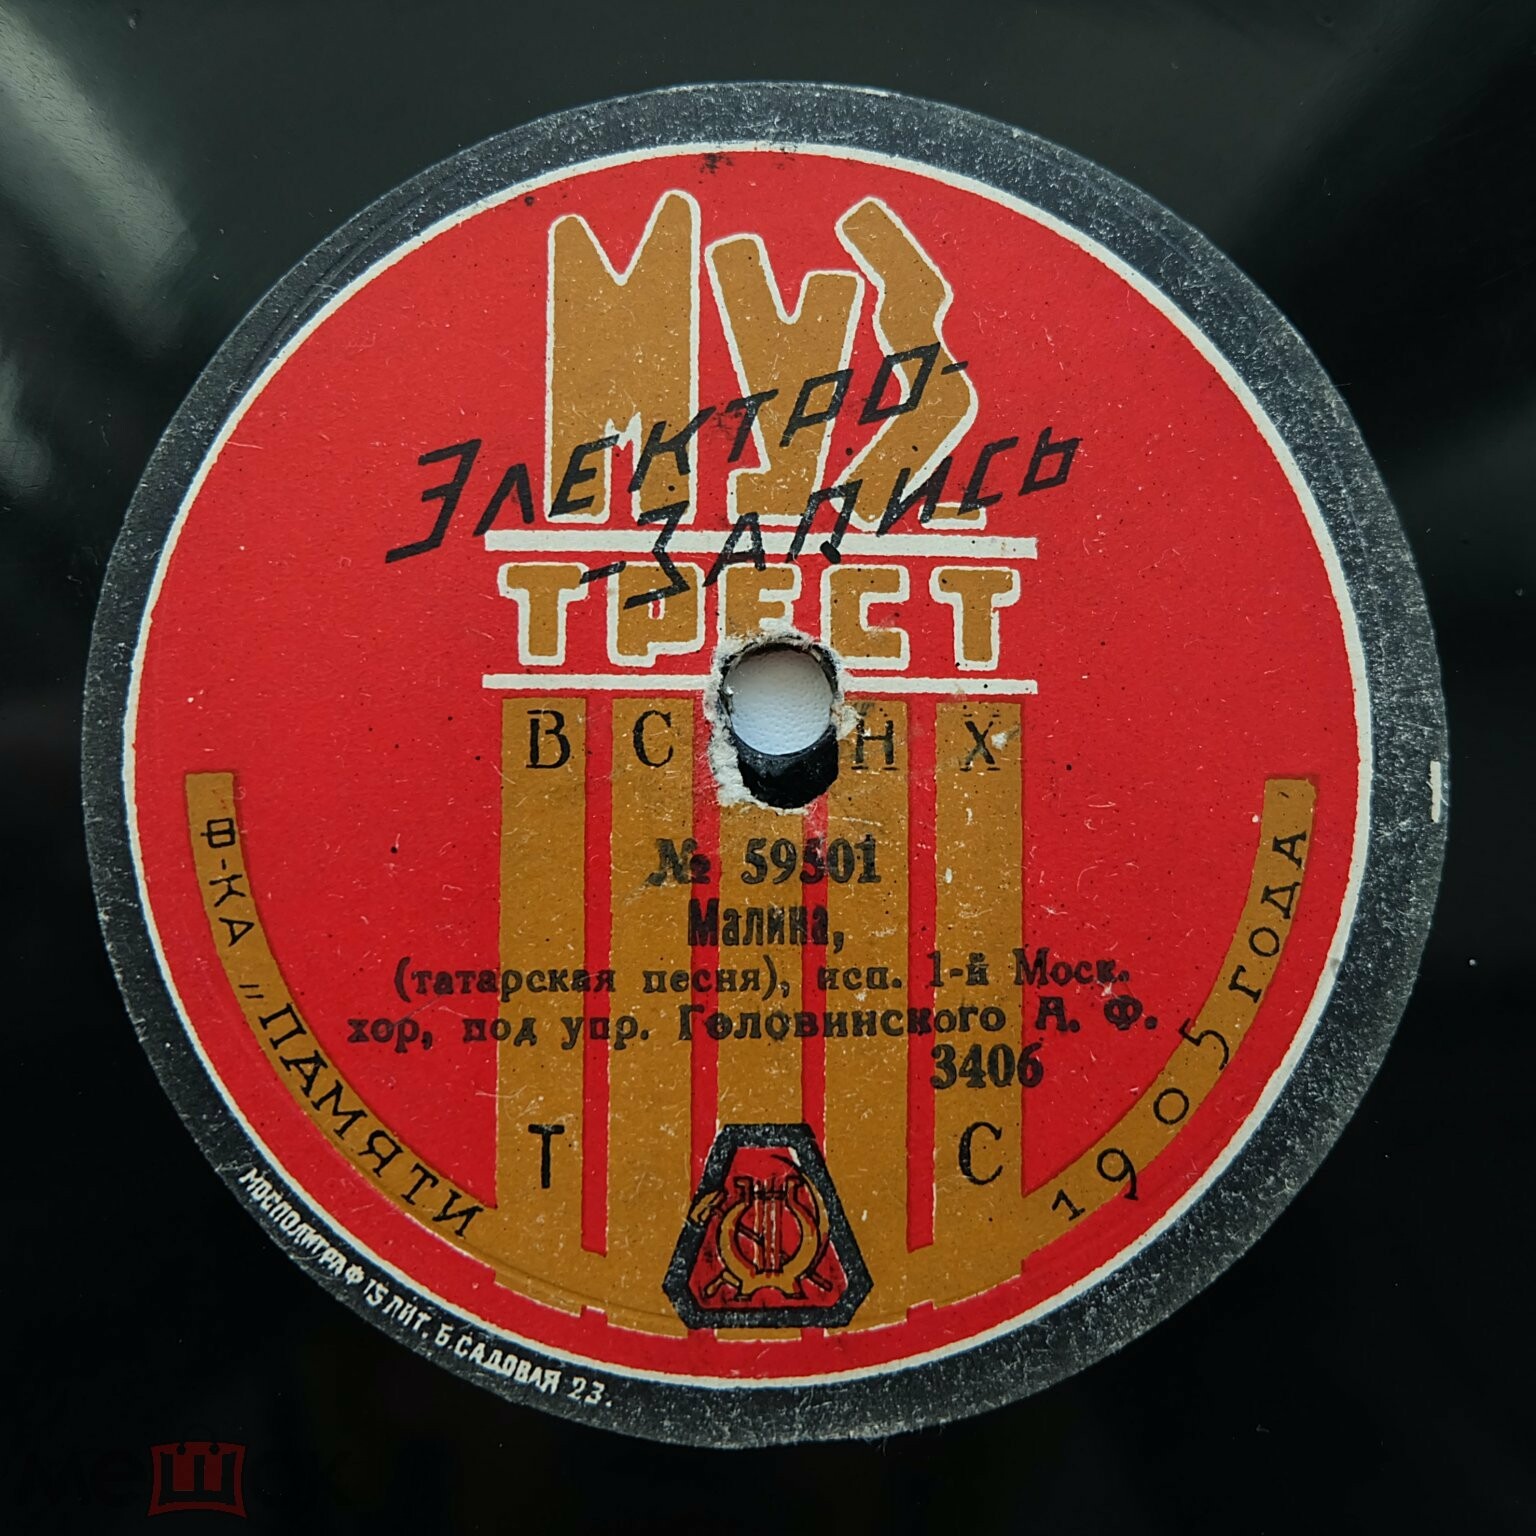 МУЗ
ЭЛЕКТРО-
-ЗАПИСЬ
ТРЕСТ
В С Н Х
№ 59501
Малина,
(татарская песня), исп. 1-й Моск.
хор, под упр. Головинского А. Ф.
3406
Т С
Ф-КА „ПАМЯТИ 1905 ГОДА
МОСПОЛИГРАФ 15 ЛИТ. Б. САДОВАЯ 23.
мешок